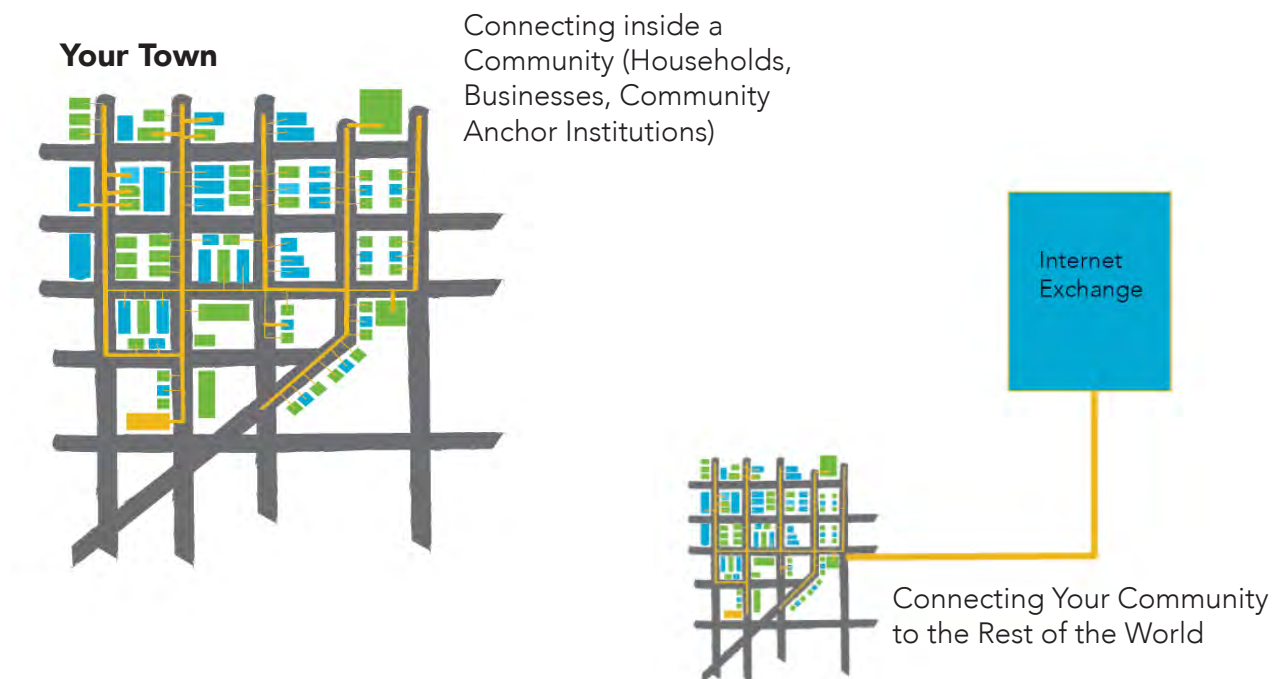 Your Town
Connecting inside a
Community (Households,
Businesses, Community
Anchor Institutions)
Internet
Exchange
Connecting Your Community
to the Rest of the World